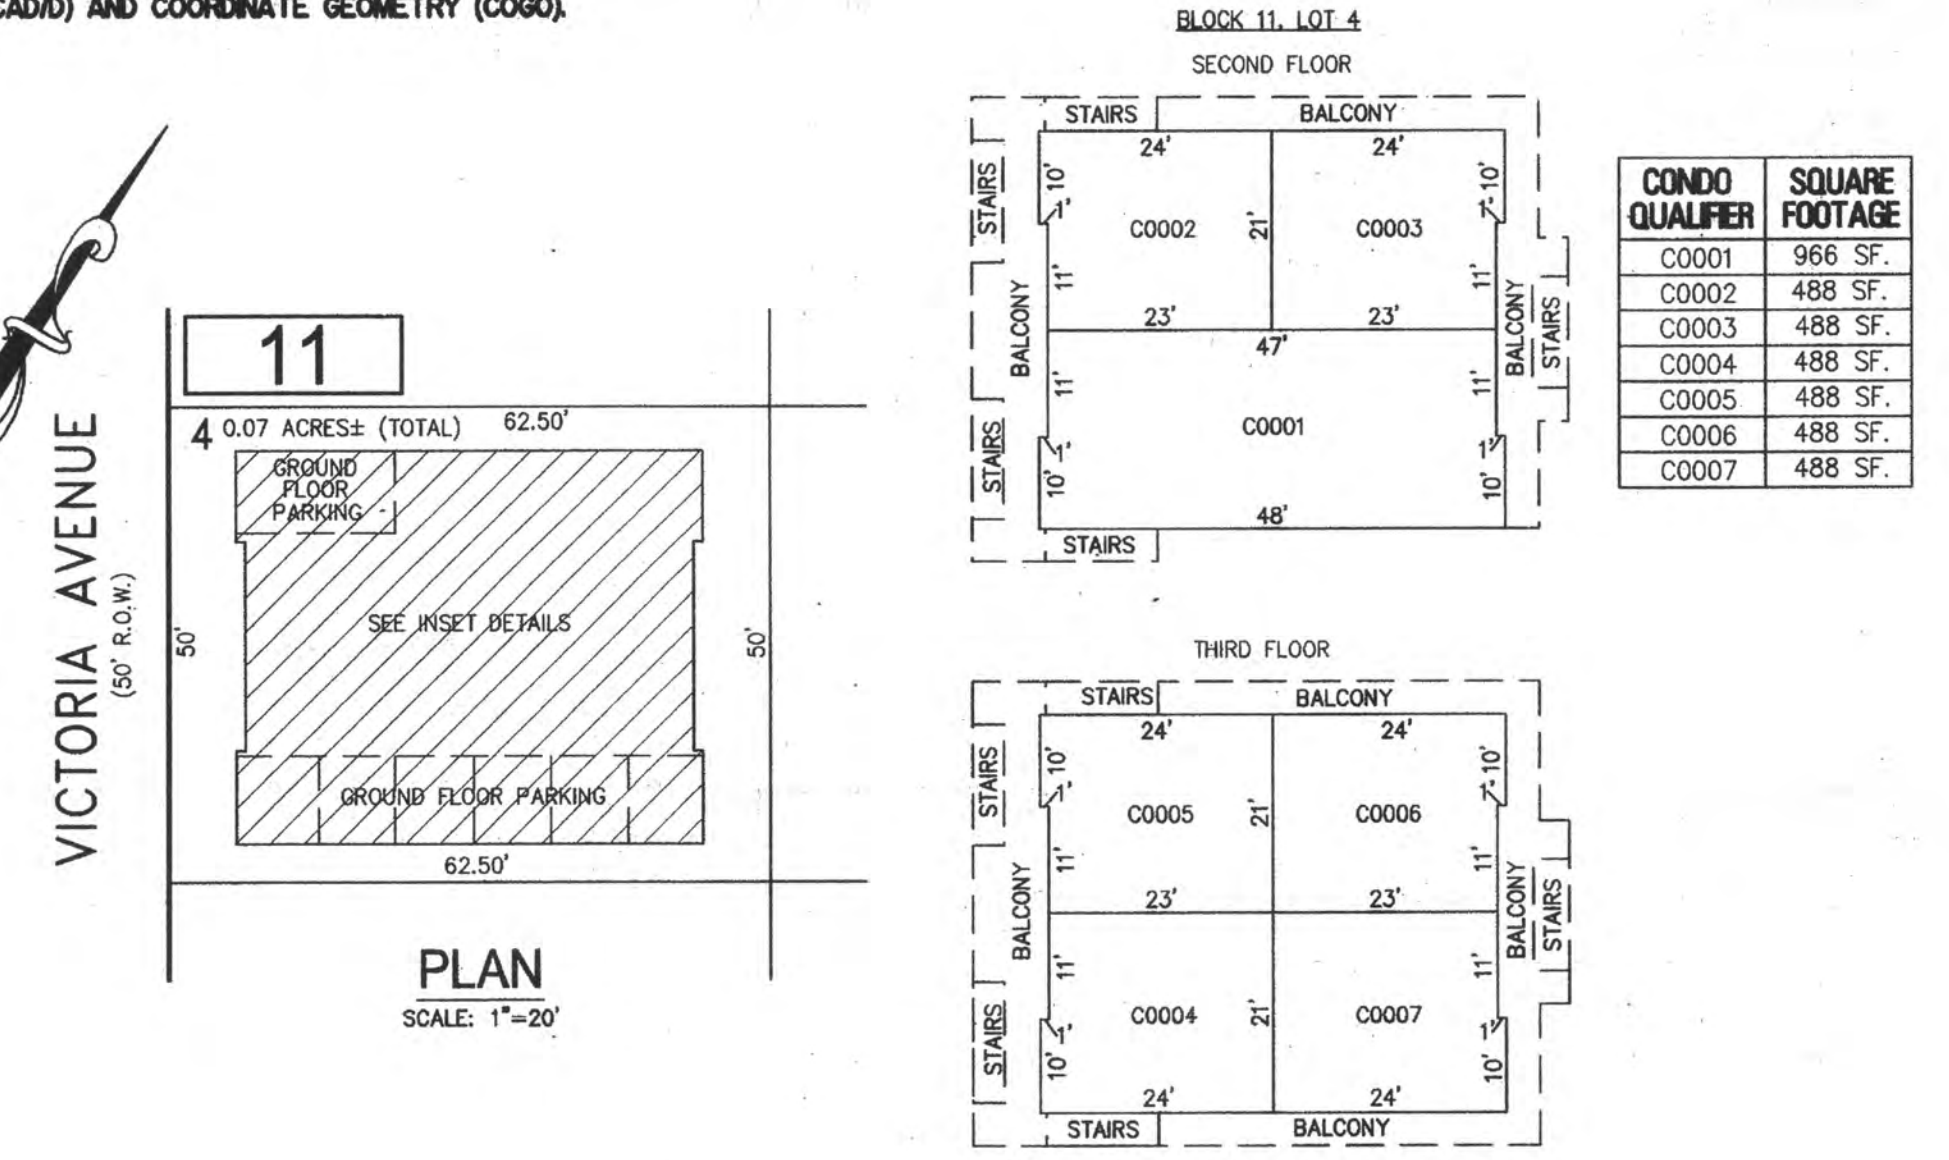 CAD/D) AND COORDINATE GEOMETRY (COGO).
11
4 0.07 ACRES± (TOTAL) 62.50'
GROUND
FLOOR
PARKING
SEE INSET DETAILS
50'
50'
VICTORIA AVENUE
(50' R.O.W.)
GROUND FLOOR PARKING
62.50'
PLAN
SCALE: 1"=20'
BLOCK 11, LOT 4
SECOND FLOOR
STAIRS BALCONY
24' 24'
STAIRS 10' 10'
1' 1'
C0002 21' C0003
11' 11'
23' 23'
BALCONY 47' BALCONY STAIRS
11' 11'
C0001
STAIRS 1' 1'
10' 10'
48'
STAIRS
THIRD FLOOR
STAIRS BALCONY
24' 24'
STAIRS 10' 10'
1' 1'
C0005 21' C0006
11' 11'
23' 23'
BALCONY BALCONY STAIRS
11' 11'
C0004 21' C0007
STAIRS 1' 1'
10' 10'
24' 24'
STAIRS BALCONY
CONDO QUALIFIER SQUARE FOOTAGE
C0001 966 SF.
C0002 488 SF.
C0003 488 SF.
C0004 488 SF.
C0005 488 SF.
C0006 488 SF.
C0007 488 SF.